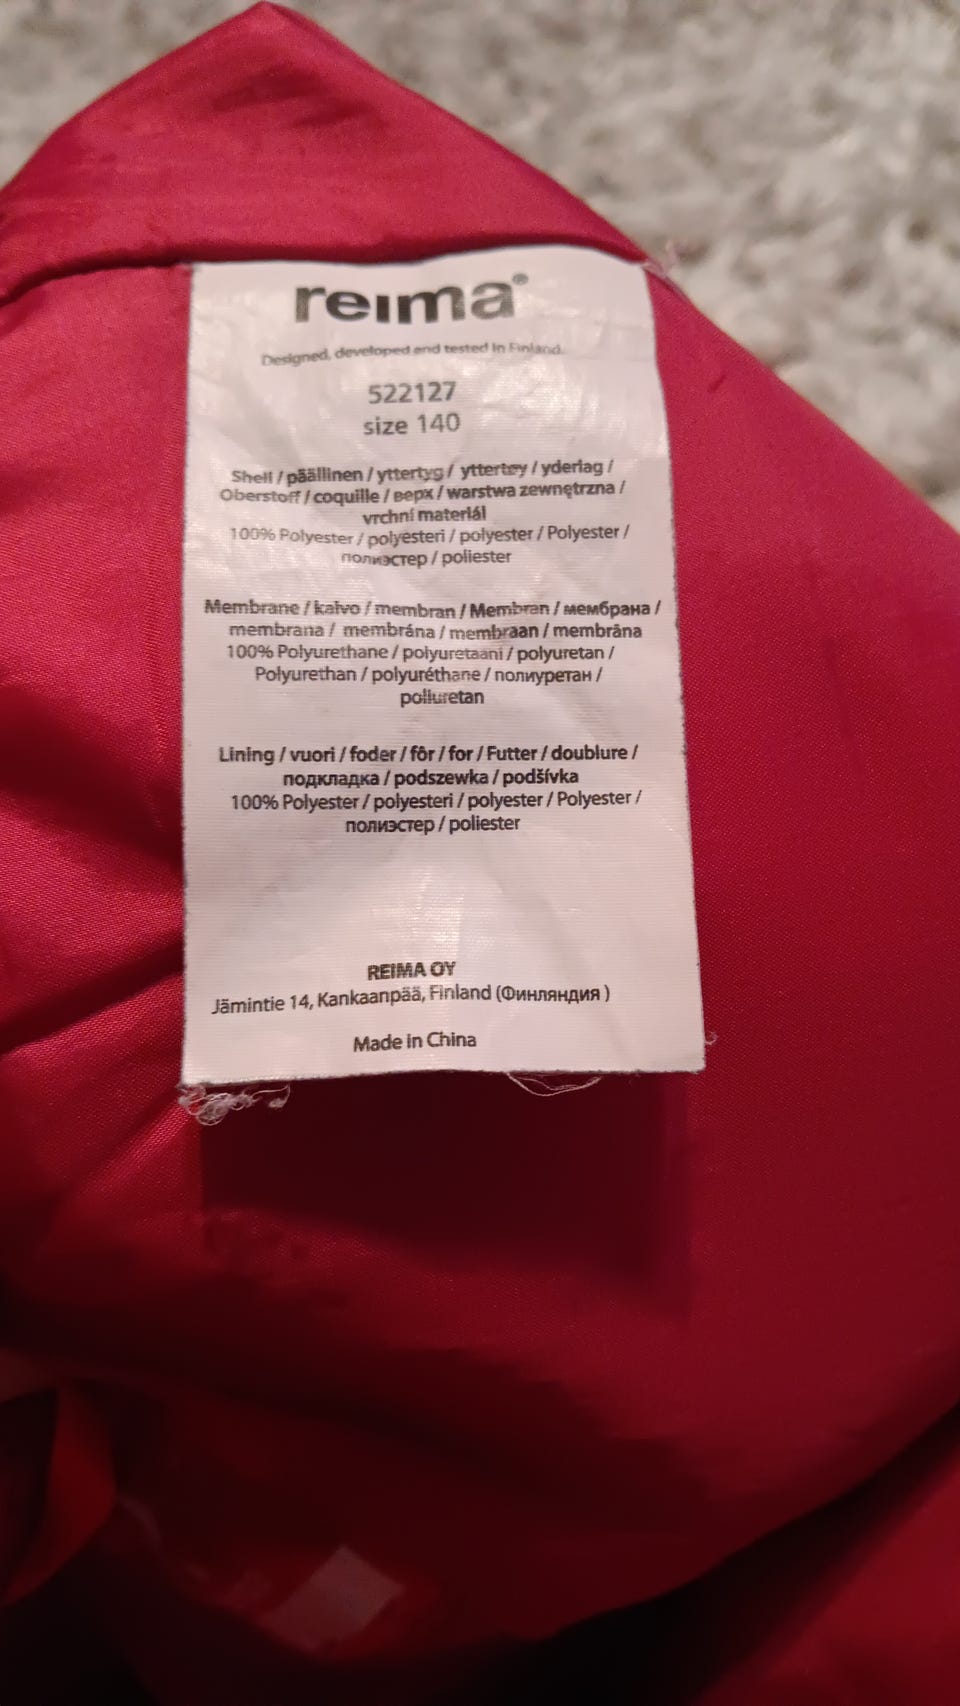 reima®
Designed, developed and tested in Finland.
522127
size 140
Shell / päällinen / yttertyg / yttertøy / yderlag /
Oberstoff / coquille / верх / warstwa zewnętrzna /
vrchní materiál
100% Polyester / polyesteri / polyester / Polyester /
полиэстер / poliester
Membrane / kalvo / membran / Membran / мембрана /
membrana / membrána / membraan / membrāna
100% Polyurethane / polyuretaani / polyuretan /
Polyurethan / polyuréthane / полиуретан /
poliuretan
Lining / vuori / foder / fôr / for / Futter / doublure /
подкладка / podszewka / podšívka
100% Polyester / polyesteri / polyester / Polyester /
полиэстер / poliester
REIMA OY
Jämintie 14, Kankaanpää, Finland (Финляндия )
Made in China